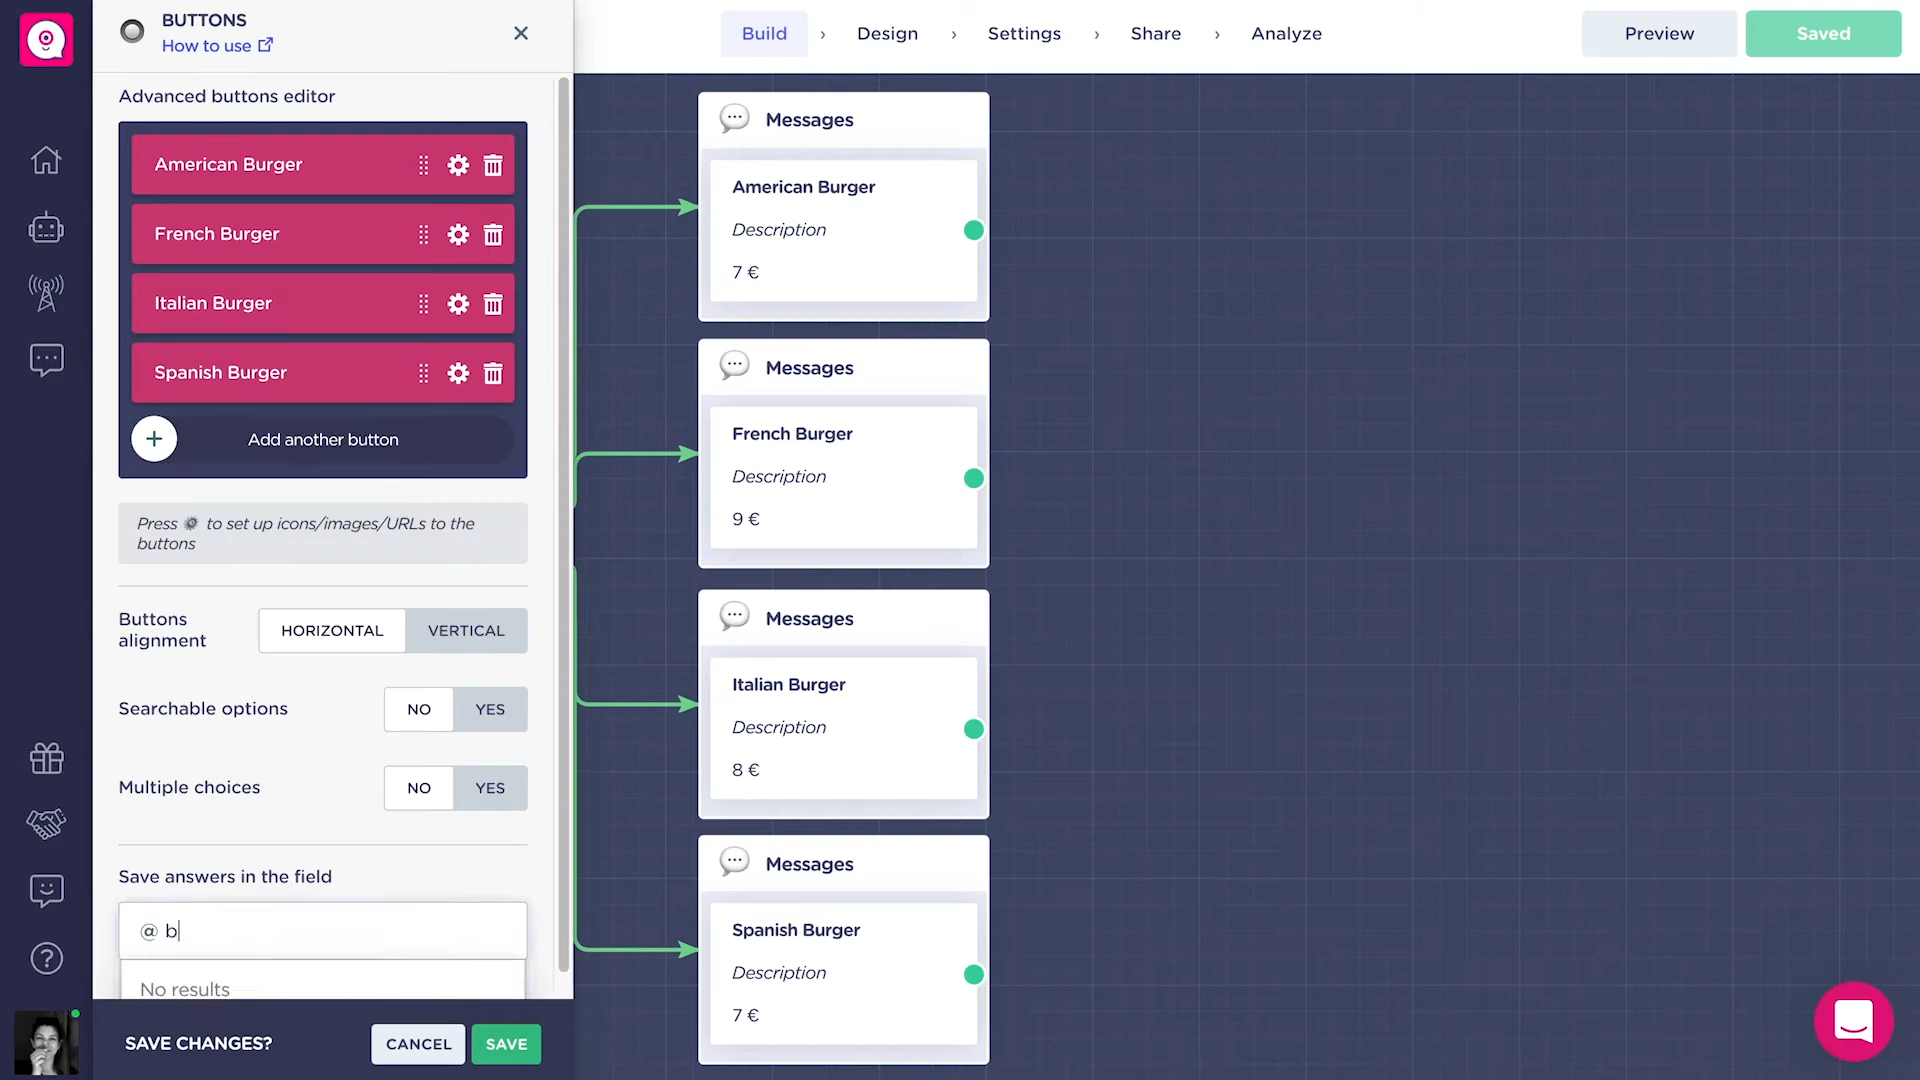 BUTTONS
How to use
Build
Design
Settings
Share
Analyze
Preview
Saved
Advanced buttons editor
American Burger
French Burger
Italian Burger
Spanish Burger
+ Add another button
Press to set up icons/images/URLs to the
buttons
Buttons
alignment
HORIZONTAL
VERTICAL
Searchable options
NO
YES
Multiple choices
NO
YES
Save answers in the field
@ b
No results
SAVE CHANGES?
CANCEL
SAVE
Messages
American Burger
Description
7 €
Messages
French Burger
Description
9 €
Messages
Italian Burger
Description
8 €
Messages
Spanish Burger
Description
7 €